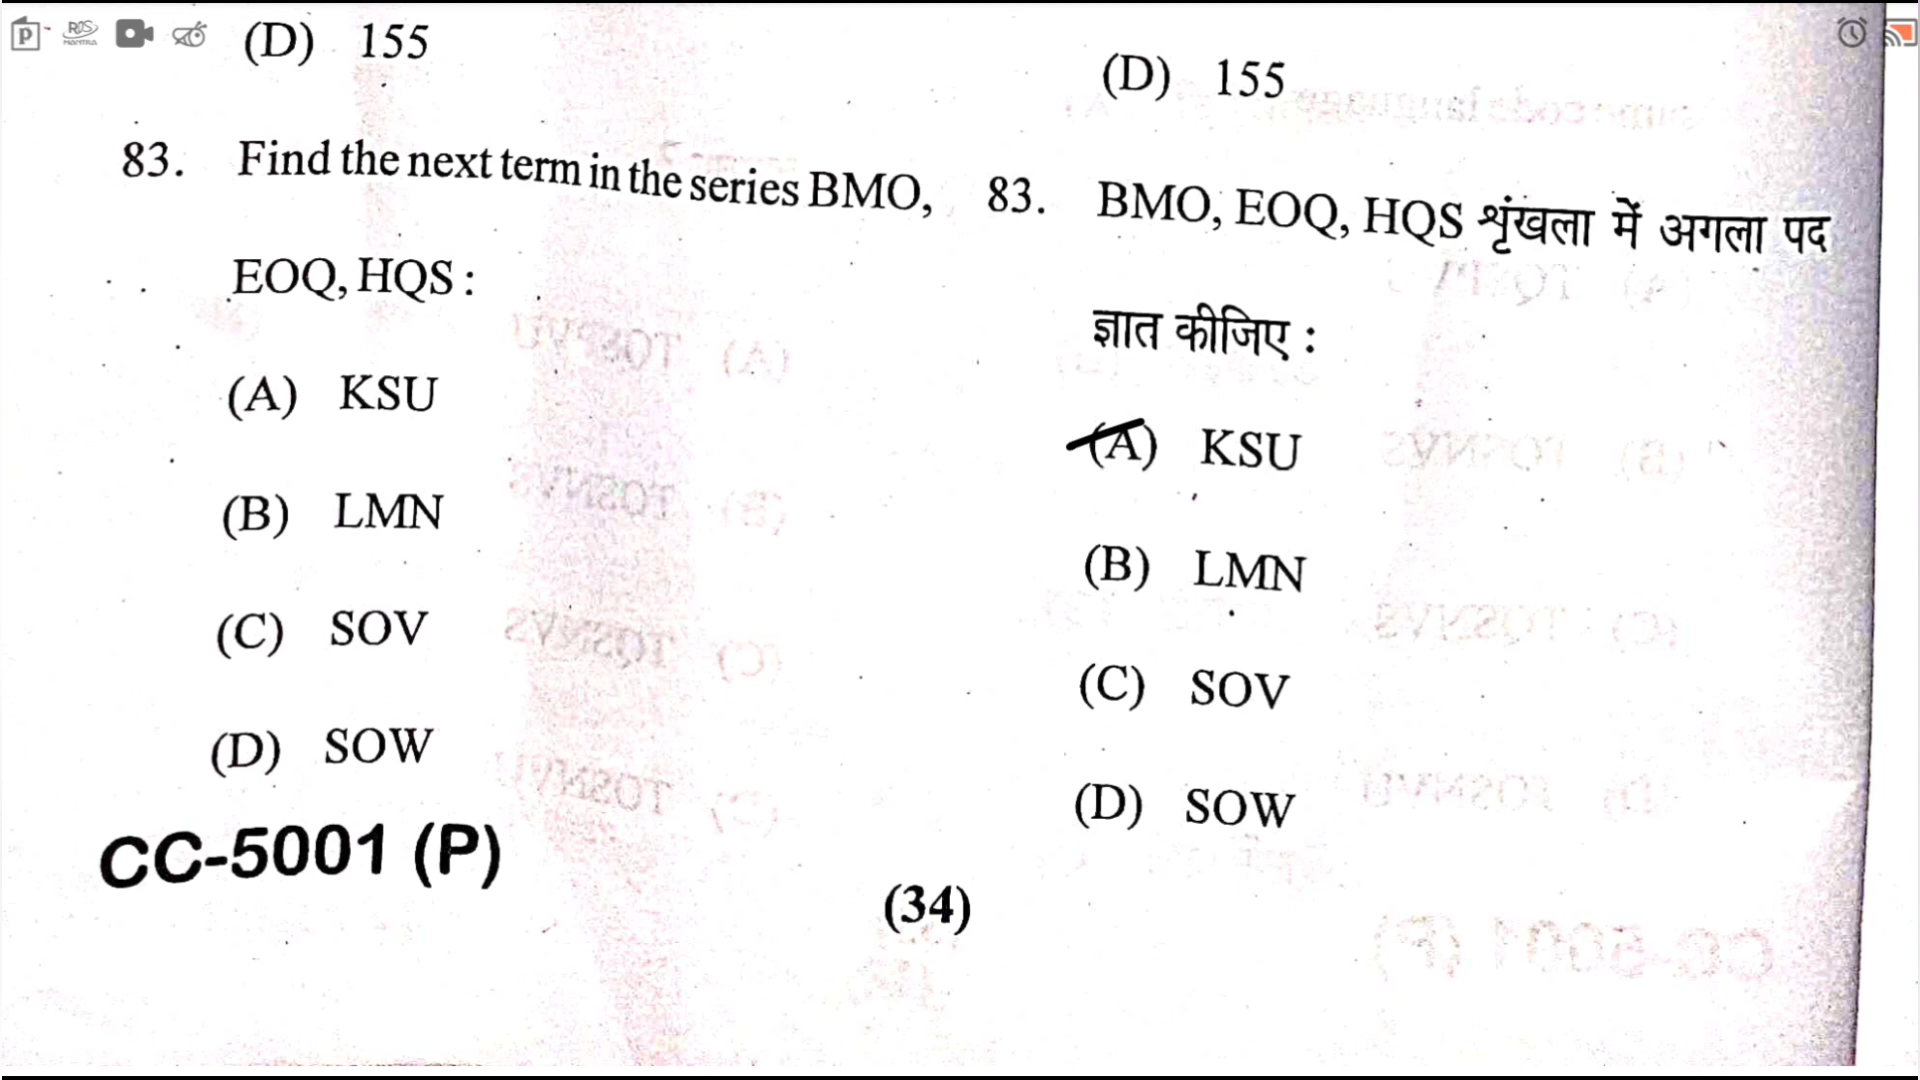 (D) 155
83. Find the next term in the series BMO,
EOQ, HQS :
(A) KSU
(B) LMN
(C) SOV
(D) SOW
CC-5001 (P)
(D) 155
83. BMO, EOQ, HQS शृंखला में अगला पद
ज्ञात कीजिए :
(A) KSU
(B) LMN
(C) SOV
(D) SOW
(34)